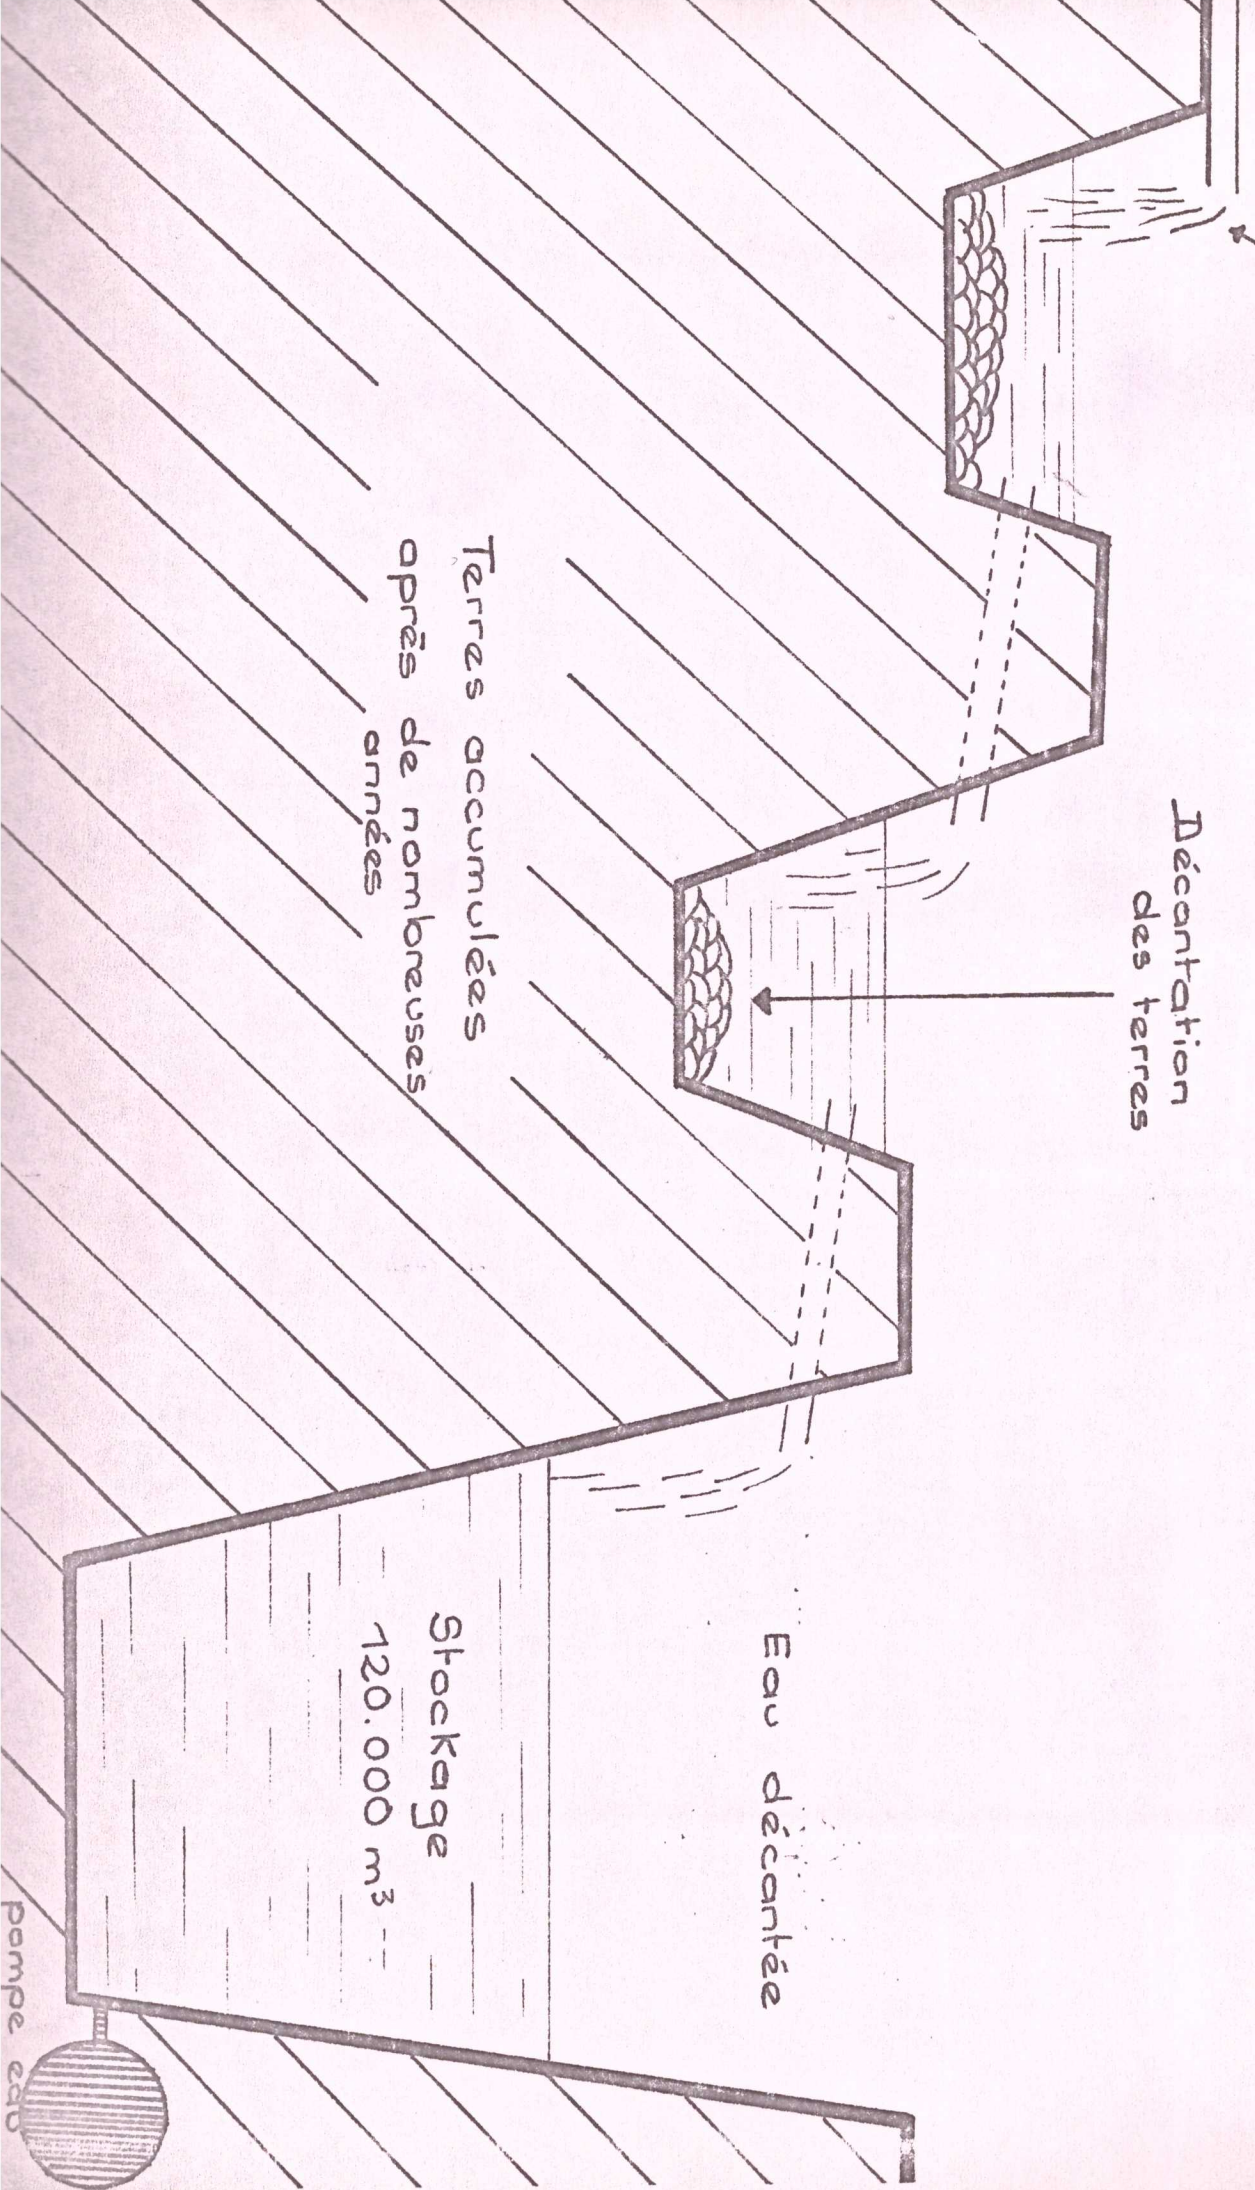 Décantation
des terres
Terres accumulées
après de nombreuses
années
Eau décantée
Stockage
120.000 m³
pompe eau